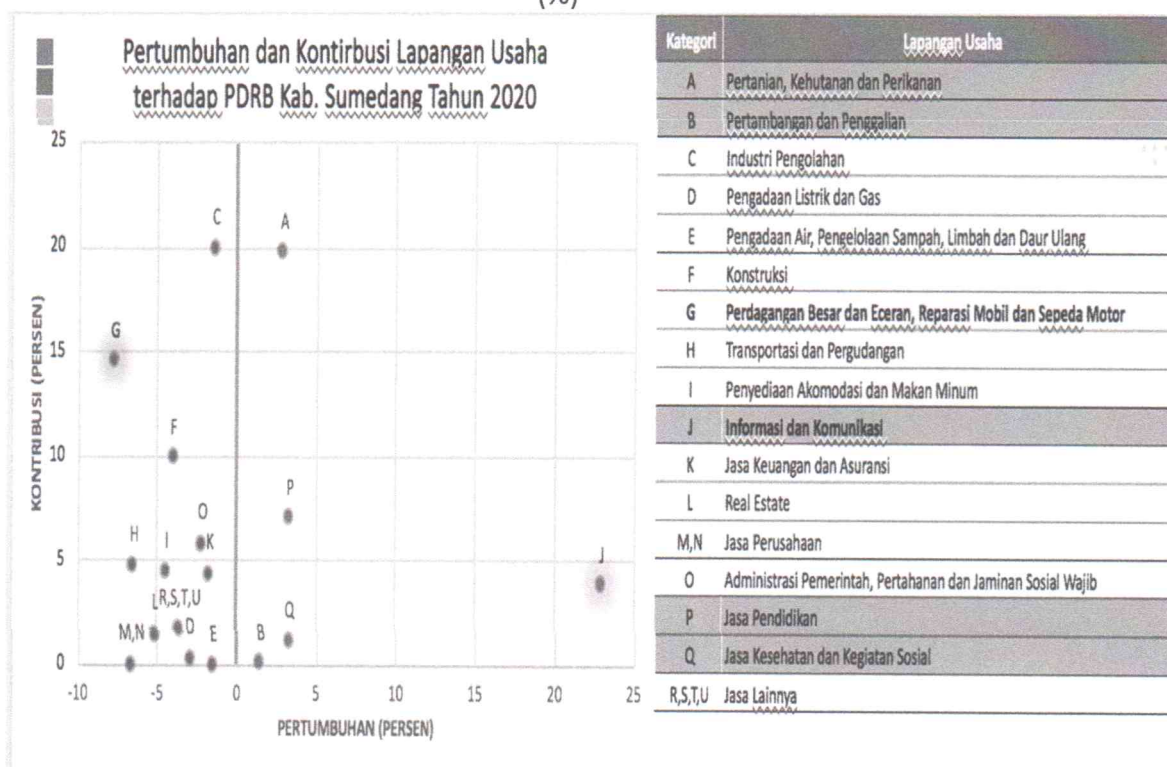 (%)
Pertumbuhan dan Kontirbusi Lapangan Usaha
terhadap PDRB Kab. Sumedang Tahun 2020
KONTRIBUSI (PERSEN)
25
20
15
10
5
0
C
A
G
F
P
O
H
I
K
J
L
R,S,T,U
M,N
D
E
B
Q
-10
-5
0
5
10
15
20
25
PERTUMBUHAN (PERSEN)
Kategori Lapangan Usaha
A Pertanian, Kehutanan dan Perikanan
B Pertambangan dan Penggalian
C Industri Pengolahan
D Pengadaan Listrik dan Gas
E Pengadaan Air, Pengelolaan Sampah, Limbah dan Daur Ulang
F Konstruksi
G Perdagangan Besar dan Eceran, Reparasi Mobil dan Sepeda Motor
H Transportasi dan Pergudangan
I Penyediaan Akomodasi dan Makan Minum
J Informasi dan Komunikasi
K Jasa Keuangan dan Asuransi
L Real Estate
M,N Jasa Perusahaan
O Administrasi Pemerintah, Pertahanan dan Jaminan Sosial Wajib
P Jasa Pendidikan
Q Jasa Kesehatan dan Kegiatan Sosial
R,S,T,U Jasa Lainnya